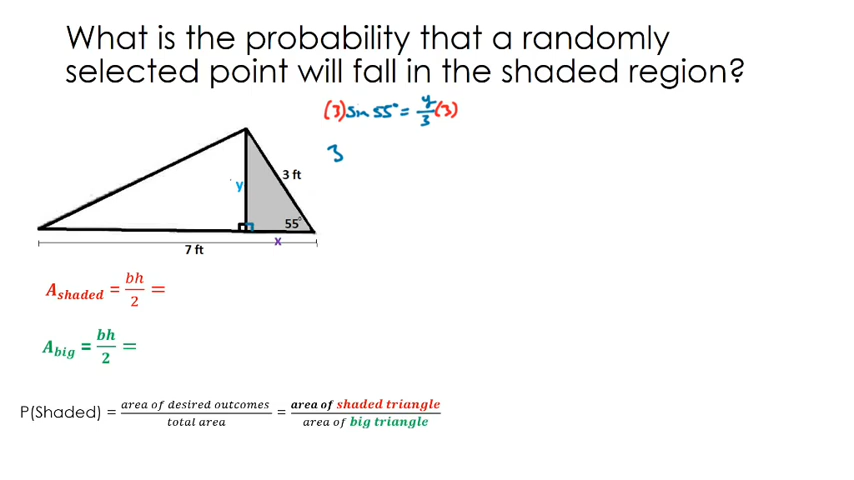 What is the probability that a randomly
selected point will fall in the shaded region?
(3) sin 55° = y/3 (3)
3
y
3 ft
55°
x
7 ft
A_shaded = bh/2 =
A_big = bh/2 =
P(Shaded) = area of desired outcomes/total area = area of shaded triangle/area of big triangle